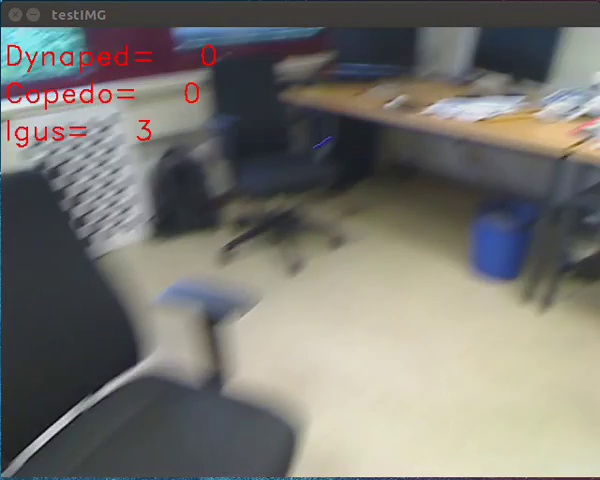 testIMG
Dynaped= 0
Copedo= 0
Igus= 3